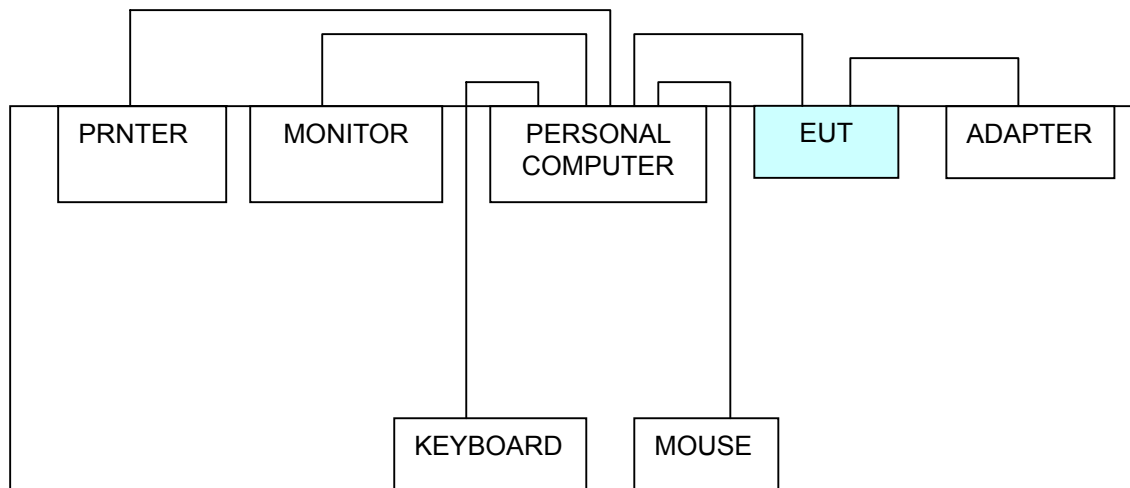 PRNTER
MONITOR
PERSONAL
COMPUTER
EUT
ADAPTER
KEYBOARD
MOUSE